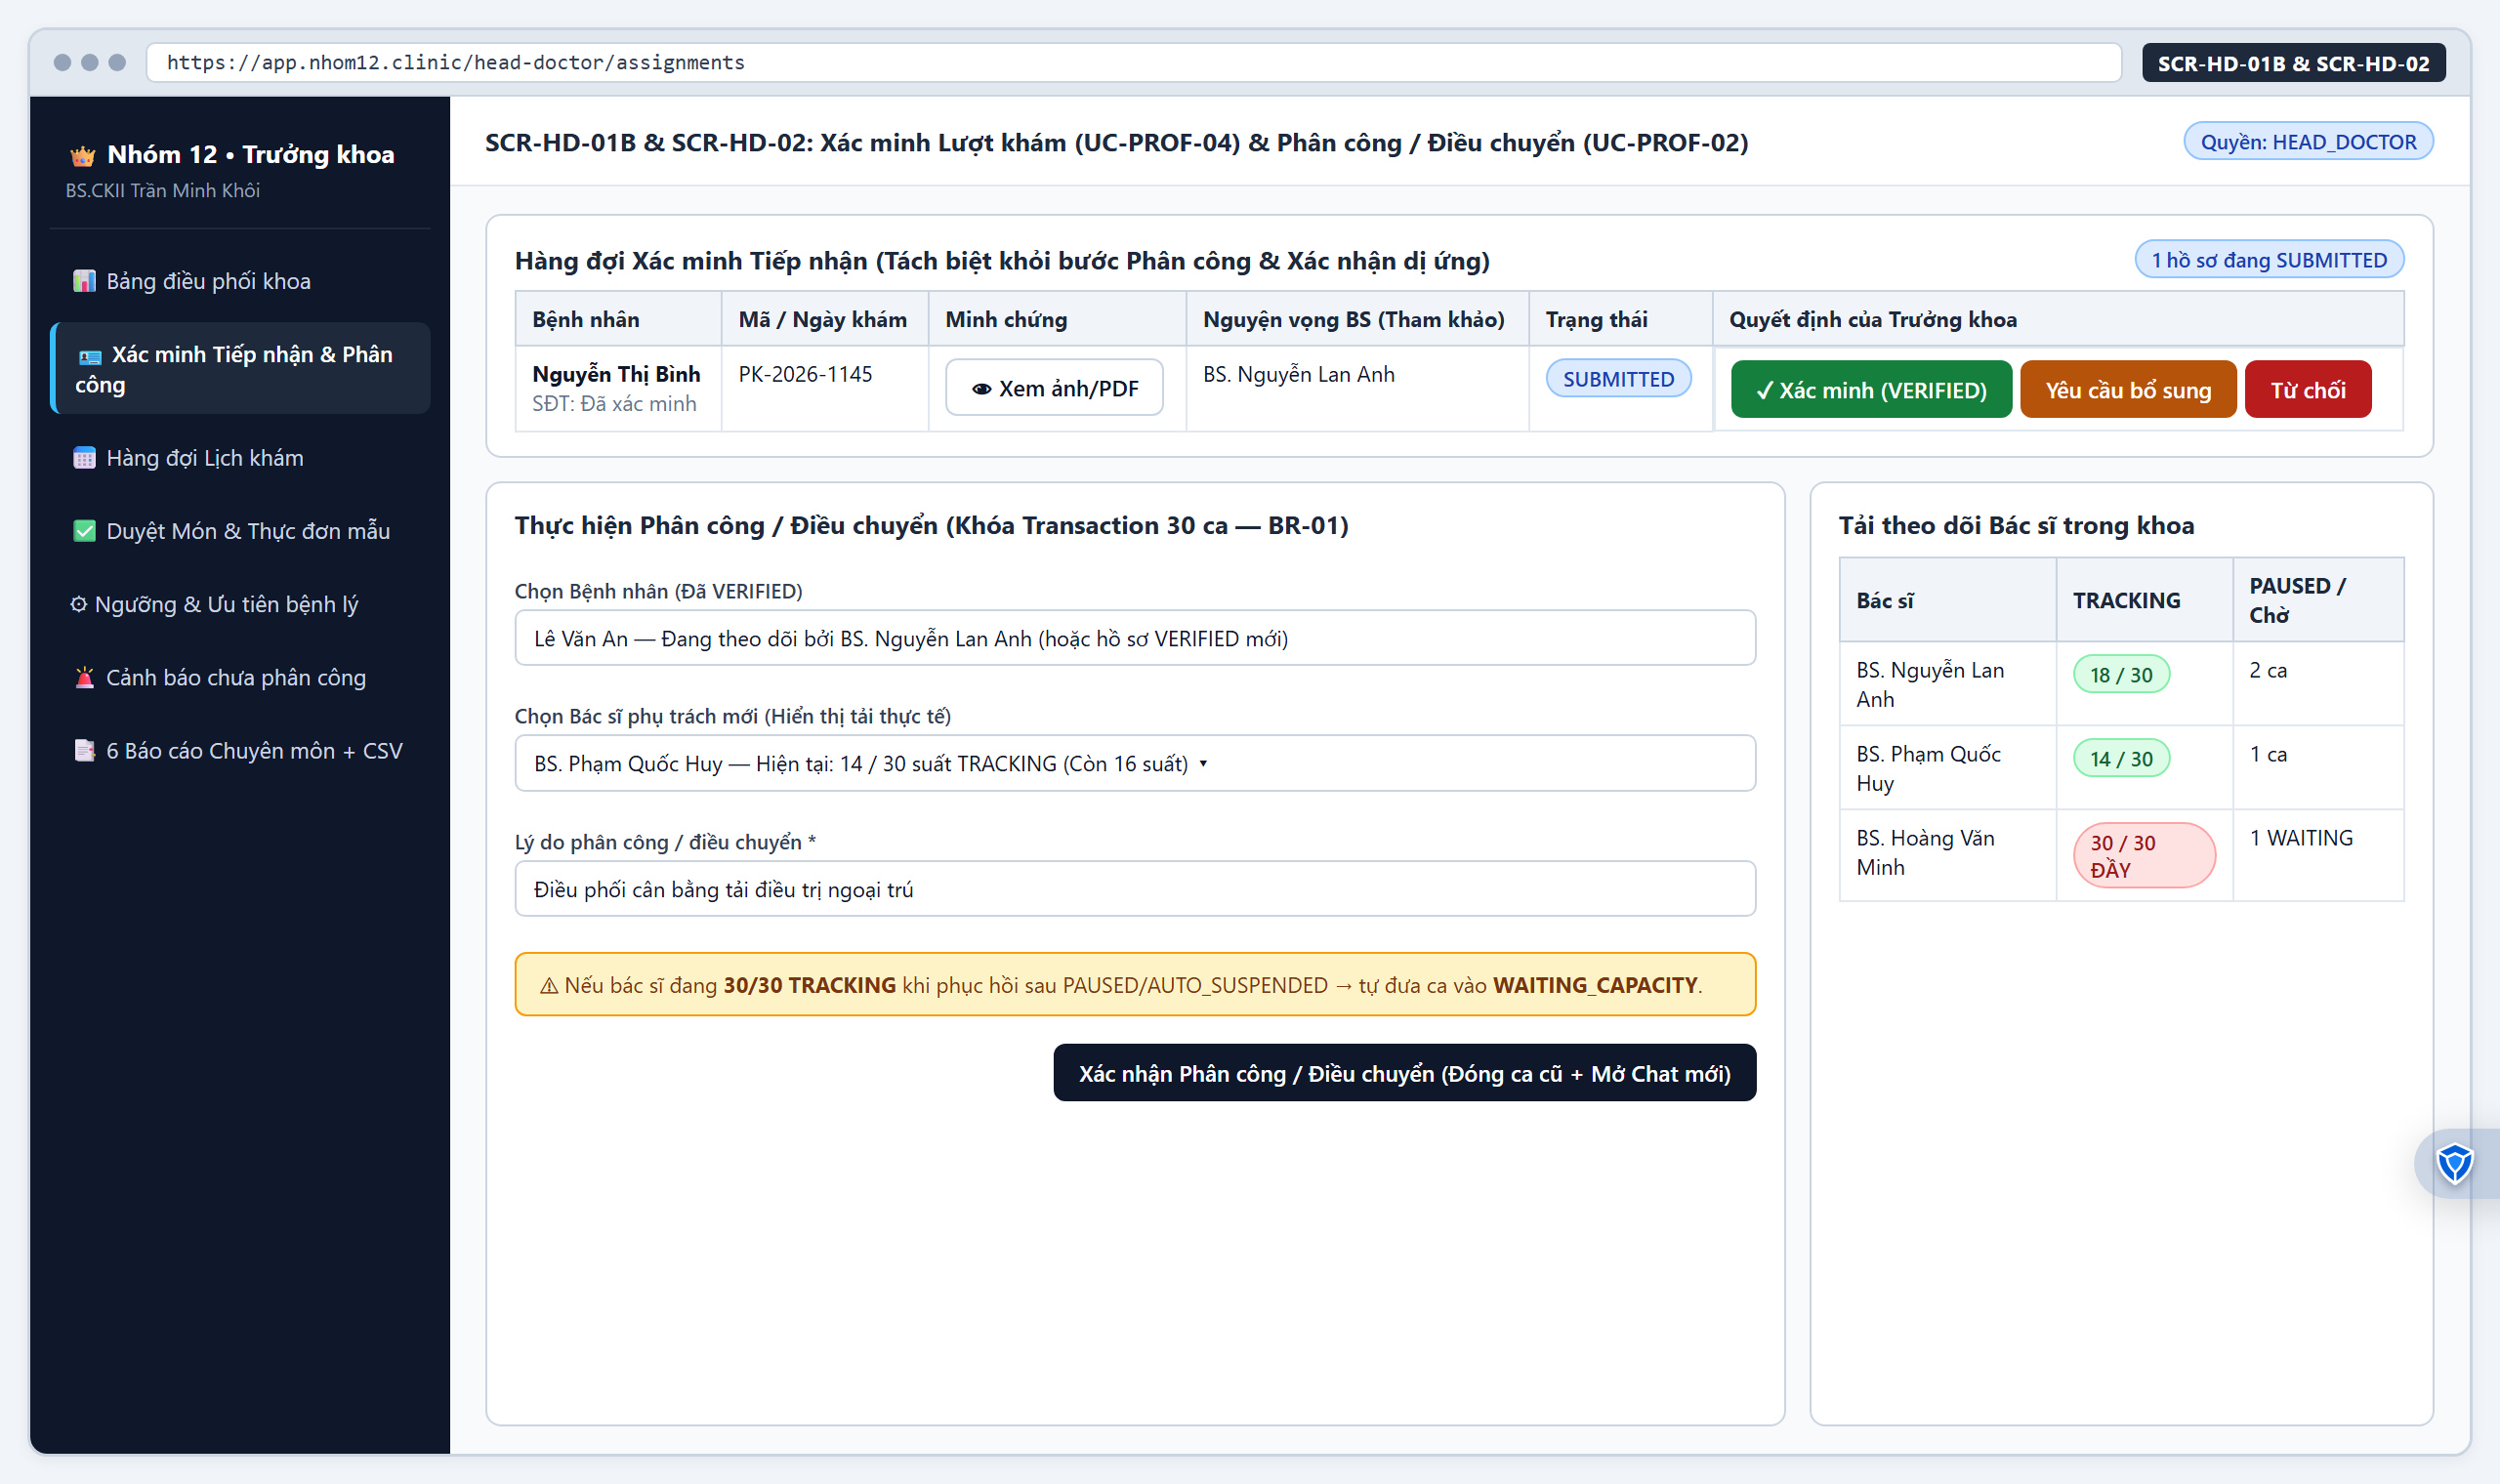 https://app.nhom12.clinic/head-doctor/assignments
SCR-HD-01B & SCR-HD-02
Nhóm 12 • Trưởng khoa
BS.CKII Trần Minh Khôi
Bảng điều phối khoa
Xác minh Tiếp nhận & Phân
công
Hàng đợi Lịch khám
Duyệt Món & Thực đơn mẫu
Ngưỡng & Ưu tiên bệnh lý
Cảnh báo chưa phân công
6 Báo cáo Chuyên môn + CSV
SCR-HD-01B & SCR-HD-02: Xác minh Lượt khám (UC-PROF-04) & Phân công / Điều chuyển (UC-PROF-02)
Quyền: HEAD_DOCTOR
Hàng đợi Xác minh Tiếp nhận (Tách biệt khỏi bước Phân công & Xác nhận dị ứng)
1 hồ sơ đang SUBMITTED
Bệnh nhân
Mã / Ngày khám
Minh chứng
Nguyện vọng BS (Tham khảo)
Trạng thái
Quyết định của Trưởng khoa
Nguyễn Thị Bình
SĐT: Đã xác minh
PK-2026-1145
Xem ảnh/PDF
BS. Nguyễn Lan Anh
SUBMITTED
✓ Xác minh (VERIFIED)
Yêu cầu bổ sung
Từ chối
Thực hiện Phân công / Điều chuyển (Khóa Transaction 30 ca — BR-01)
Chọn Bệnh nhân (Đã VERIFIED)
Lê Văn An — Đang theo dõi bởi BS. Nguyễn Lan Anh (hoặc hồ sơ VERIFIED mới)
Chọn Bác sĩ phụ trách mới (Hiển thị tải thực tế)
BS. Phạm Quốc Huy — Hiện tại: 14 / 30 suất TRACKING (Còn 16 suất) ▾
Lý do phân công / điều chuyển *
Điều phối cân bằng tải điều trị ngoại trú
⚠ Nếu bác sĩ đang 30/30 TRACKING khi phục hồi sau PAUSED/AUTO_SUSPENDED → tự đưa ca vào WAITING_CAPACITY.
Xác nhận Phân công / Điều chuyển (Đóng ca cũ + Mở Chat mới)
Tải theo dõi Bác sĩ trong khoa
Bác sĩ
TRACKING
PAUSED /
Chờ
BS. Nguyễn Lan
Anh
18 / 30
2 ca
BS. Phạm Quốc
Huy
14 / 30
1 ca
BS. Hoàng Văn
Minh
30 / 30
ĐẦY
1 WAITING